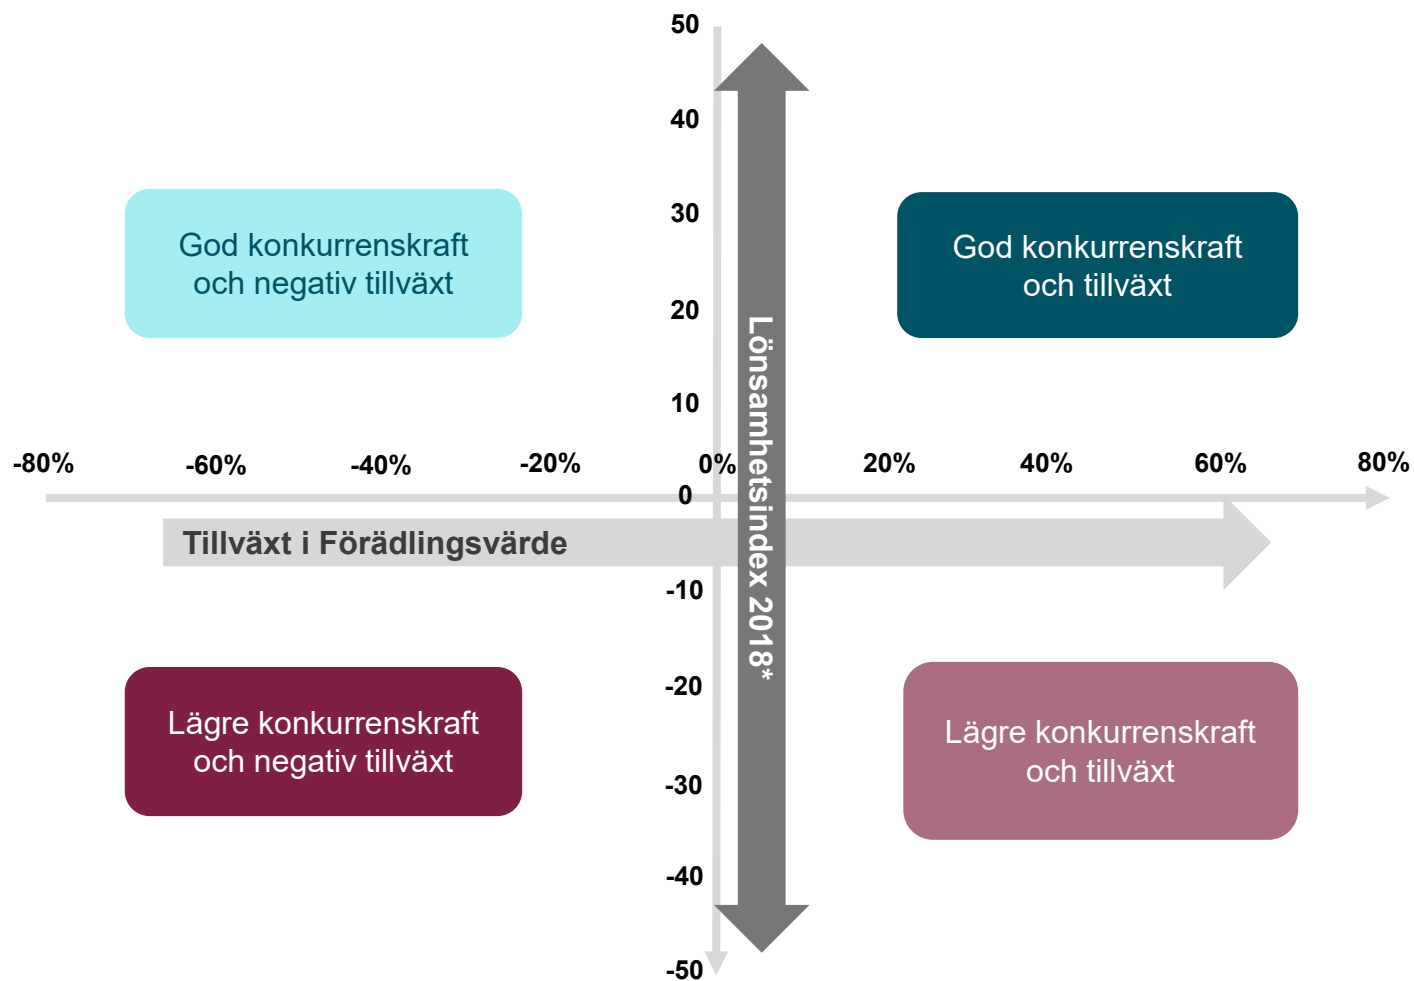 50
40
30
God konkurrenskraft
och negativ tillväxt
God konkurrenskraft
och tillväxt
20
10
-80%
-60%
-40%
-20%
0%
20%
40%
60%
80%
0
Lönsamhetsindex 2018*
Tillväxt i Förädlingsvärde
-10
-20
Lägre konkurrenskraft
och negativ tillväxt
Lägre konkurrenskraft
och tillväxt
-30
-40
-50